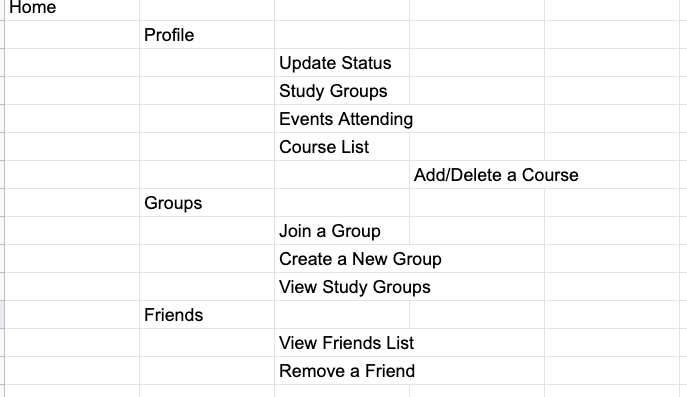 Home
Profile
Update Status
Study Groups
Events Attending
Course List
Add/Delete a Course
Groups
Join a Group
Create a New Group
View Study Groups
Friends
View Friends List
Remove a Friend